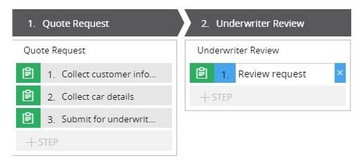 1. Quote Request
2. Underwriter Review
Quote Request
1. Collect customer info...
2. Collect car details
3. Submit for underwrit...
+ STEP
Underwriter Review
1. Review request ×
+ STEP